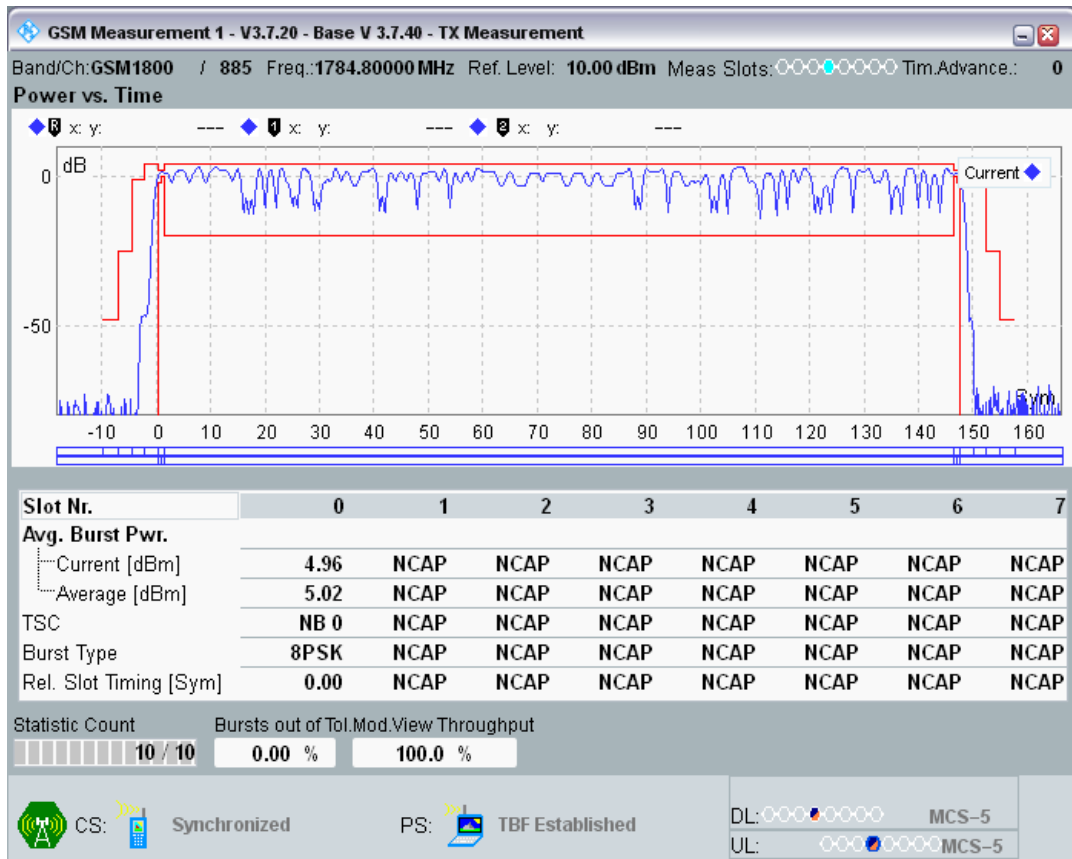 GSM Measurement 1 - V3.7.20 - Base V 3.7.40 - TX Measurement
Band/Ch:GSM1800 / 885 Freq.:1784.80000 MHz Ref. Level: 10.00 dBm Meas Slots: Tim.Advance.: 0
Power vs. Time
R x: y: --- 1 x: y: --- 2 x: y: ---
dB
Current
0
-50
Sym
-10 0 10 20 30 40 50 60 70 80 90 100 110 120 130 140 150 160
Slot Nr. 0 1 2 3 4 5 6 7
Avg. Burst Pwr.
Current [dBm] 4.96 NCAP NCAP NCAP NCAP NCAP NCAP NCAP
Average [dBm] 5.02 NCAP NCAP NCAP NCAP NCAP NCAP NCAP
TSC NB 0 NCAP NCAP NCAP NCAP NCAP NCAP NCAP
Burst Type 8PSK NCAP NCAP NCAP NCAP NCAP NCAP NCAP
Rel. Slot Timing [Sym] 0.00 NCAP NCAP NCAP NCAP NCAP NCAP NCAP
Statistic Count Bursts out of Tol.Mod.View Throughput
10 / 10 0.00 % 100.0 %
CS: Synchronized PS: TBF Established DL: MCS-5
UL: MCS-5